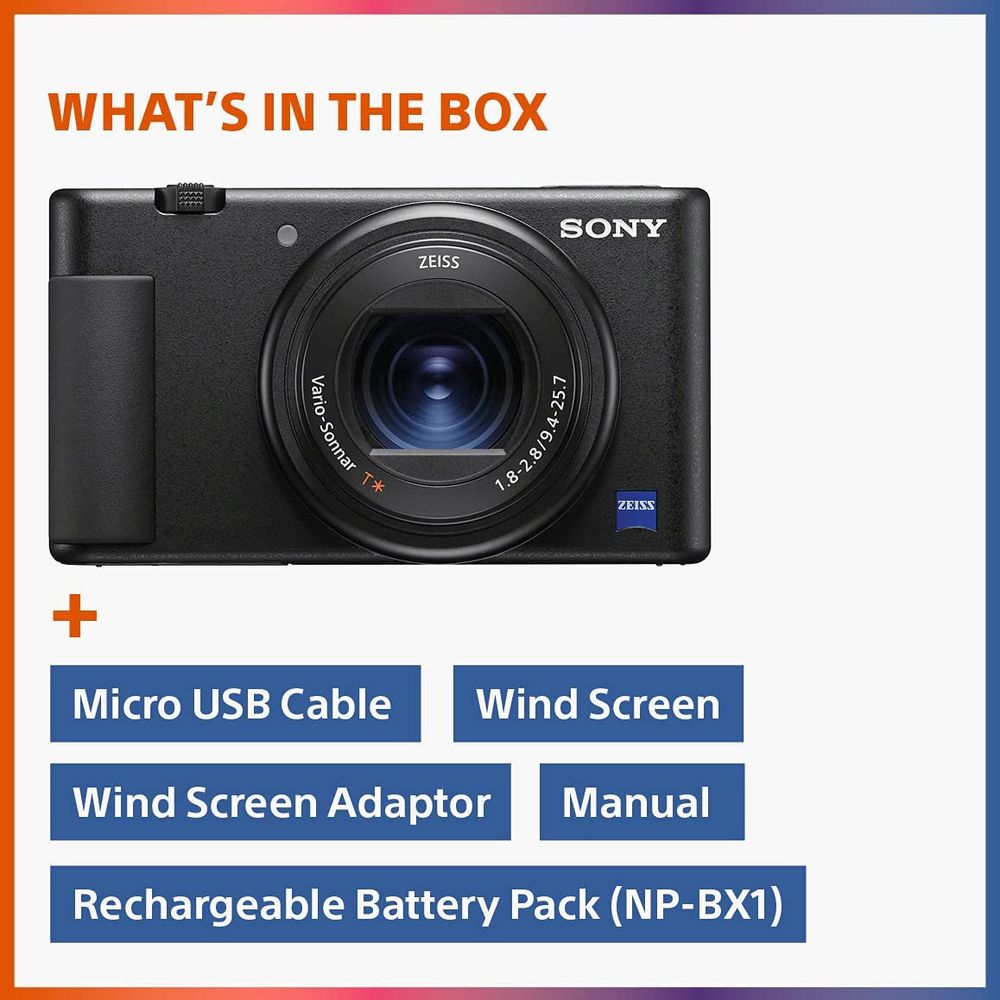 WHAT'S IN THE BOX
SONY
ZEISS
Vario-Sonnar T*
1.8-2.8/9.4-25.7
ZEISS
+
Micro USB Cable
Wind Screen
Wind Screen Adaptor
Manual
Rechargeable Battery Pack (NP-BX1)